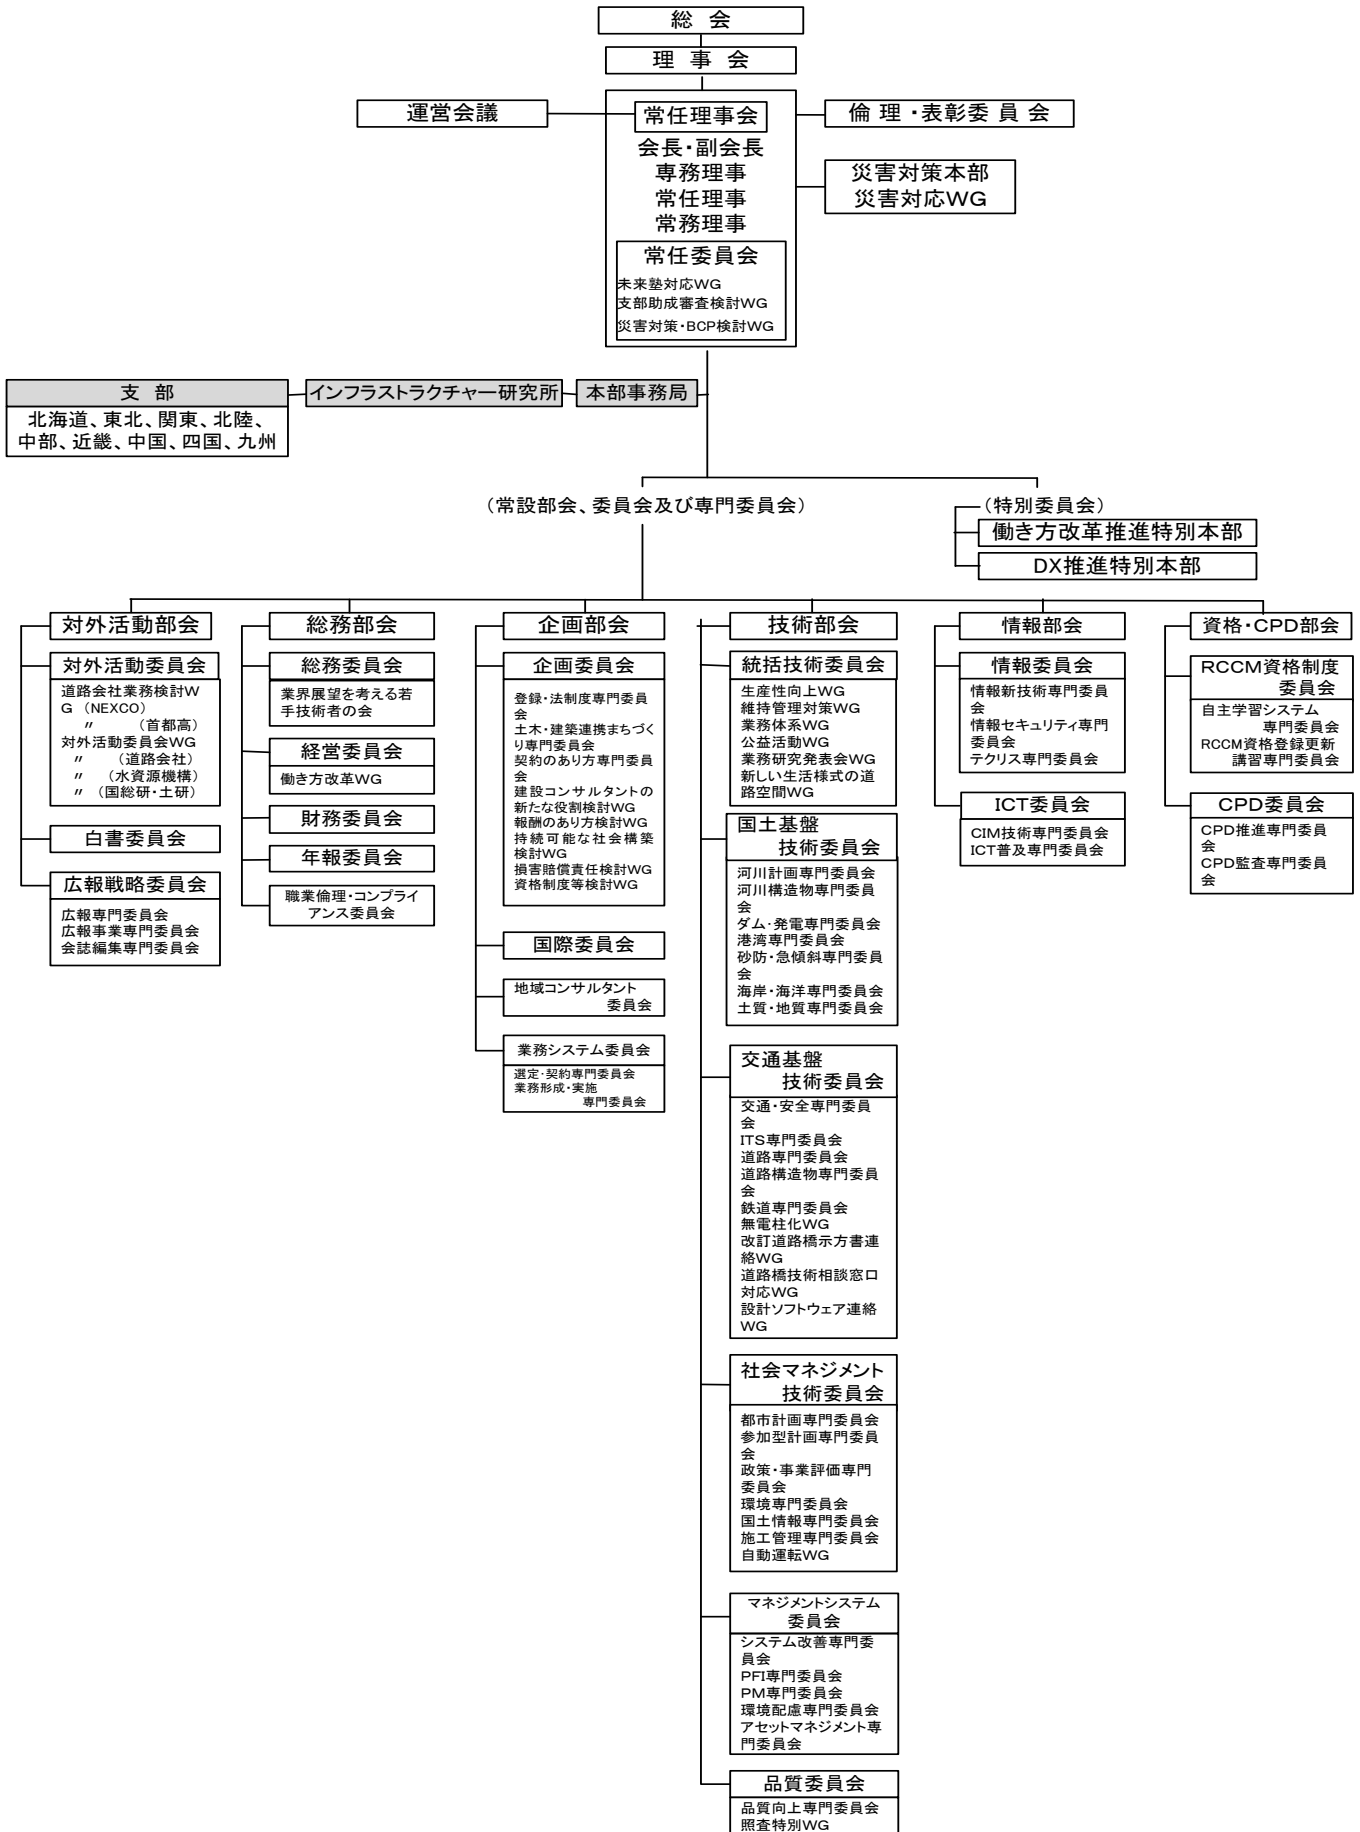 総 会
理 事 会
運営会議
常任理事会
会長・副会長
専務理事
常任理事
常務理事
常任委員会
未来塾対応WG
支部助成審査検討WG
災害対策・BCP検討WG
倫 理 ・表彰委 員 会
災害対策本部
災害対応WG
支 部
北海道、東北、関東、北陸、
中部、近畿、中国、四国、九州
インフラストラクチャー研究所
本部事務局
(常設部会、委員会及び専門委員会)
(特別委員会)
働き方改革推進特別本部
DX推進特別本部
対外活動部会
対外活動委員会
道路会社業務検討W
G (NEXCO)
〃 (首都高)
対外活動委員会WG
〃 (道路会社)
〃 (水資源機構)
〃 (国総研・土研)
白書委員会
広報戦略委員会
広報専門委員会
広報事業専門委員会
会誌編集専門委員会
総務部会
総務委員会
業界展望を考える若
手技術者の会
経営委員会
働き方改革WG
財務委員会
年報委員会
職業倫理・コンプライ
アンス委員会
企画部会
企画委員会
登録・法制度専門委員
会
土木・建築連携まちづく
り専門委員会
契約のあり方専門委員
会
建設コンサルタントの
新たな役割検討WG
報酬のあり方検討WG
持続可能な社会構築
検討WG
損害賠償責任検討WG
資格制度等検討WG
国際委員会
地域コンサルタント
委員会
業務システム委員会
選定・契約専門委員会
業務形成・実施
専門委員会
技術部会
統括技術委員会
生産性向上WG
維持管理対策WG
業務体系WG
公益活動WG
業務研究発表会WG
新しい生活様式の道
路空間WG
国土基盤
技術委員会
河川計画専門委員会
河川構造物専門委員
会
ダム・発電専門委員会
港湾専門委員会
砂防・急傾斜専門委員
会
海岸・海洋専門委員会
土質・地質専門委員会
交通基盤
技術委員会
交通・安全専門委員
会
ITS専門委員会
道路専門委員会
道路構造物専門委員
会
鉄道専門委員会
無電柱化WG
改訂道路橋示方書連
絡WG
道路橋技術相談窓口
対応WG
設計ソフトウェア連絡
WG
社会マネジメント
技術委員会
都市計画専門委員会
参加型計画専門委員
会
政策・事業評価専門
委員会
環境専門委員会
国土情報専門委員会
施工管理専門委員会
自動運転WG
マネジメントシステム
委員会
システム改善専門委
員会
PFI専門委員会
PM専門委員会
環境配慮専門委員会
アセットマネジメント専
門委員会
品質委員会
品質向上専門委員会
照査特別WG
情報部会
情報委員会
情報新技術専門委員
会
情報セキュリティ専門
委員会
テクリス専門委員会
ICT委員会
CIM技術専門委員会
ICT普及専門委員会
資格・CPD部会
RCCM資格制度
委員会
自主学習システム
専門委員会
RCCM資格登録更新
講習専門委員会
CPD委員会
CPD推進専門委員
会
CPD監査専門委員
会